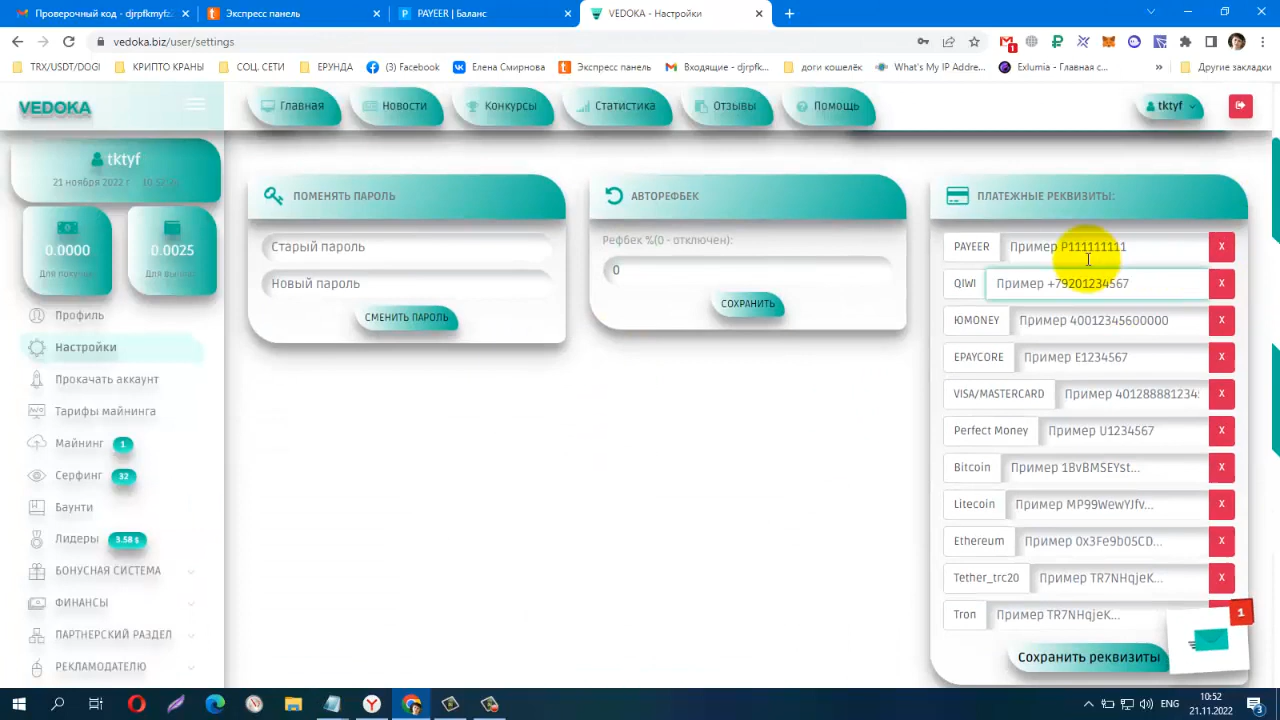 Проверочный код - djrpfkmyfz
Экспресс панель
PAYEER | Баланс
VEDOKA - Настройки
vedoka.biz/user/settings
TRX/USDT/DOGI
КРИПТО КРАНЫ
СОЦ. СЕТИ
ЕРУНДА
(3) Facebook
Елена Смирнова
Экспресс панель
Входящие - djrpfk...
доги кошелёк
What's My IP Addre...
Exlumia - Главная с...
»
Другие закладки
VEDOKA
Главная
Новости
Конкурсы
Статистика
Отзывы
Помощь
tktyf
tktyf
21 ноября 2022 г
0.0000
Для покупок
0.0025
Для вывода
Профиль
Настройки
Прокачать аккаунт
Тарифы майнинга
Майнинг 1
Серфинг 32
Баунти
Лидеры 3.58 $
БОНУСНАЯ СИСТЕМА
ФИНАНСЫ
ПАРТНЕРСКИЙ РАЗДЕЛ
РЕКЛАМОДАТЕЛЮ
ПОМЕНЯТЬ ПАРОЛЬ
Старый пароль
Новый пароль
СМЕНИТЬ ПАРОЛЬ
АВТОРЕФБЕК
Рефбек %(0 - отключен):
0
СОХРАНИТЬ
ПЛАТЕЖНЫЕ РЕКВИЗИТЫ:
PAYEER Пример P111111111 X
QIWI Пример +79201234567 X
ЮMONEY Пример 40012345600000 X
EPAYCORE Пример E1234567 X
VISA/MASTERCARD Пример 401288881234 X
Perfect Money Пример U1234567 X
Bitcoin Пример 1BvBMSEYst... X
Litecoin Пример MP99WewYJfv... X
Ethereum Пример 0x3Fe9b05CD... X
Tether_trc20 Пример TR7NHqjeK... X
Tron Пример TR7NHqjeK...
1
Сохранить реквизиты
ENG
10:52
21.11.2022
3